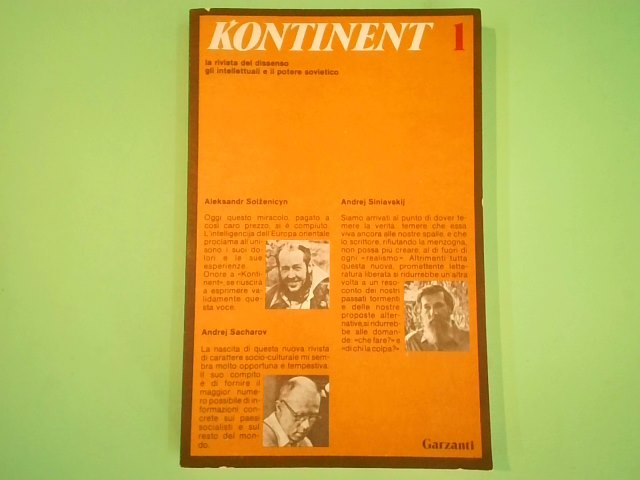 KONTINENT 1
la rivista del dissenso
gli intellettuali e il potere sovietico
Aleksandr Solženicyn
Oggi questo miracolo, pagato a
così caro prezzo, si è compiuto.
L'intelligencija dell'Europa orientale
proclama all'uni-
sono i suoi do-
lori e le sue
esperienze.
Onore a «Konti-
nent», se riuscirà
a esprimere va-
lidamente que-
sta voce.
Andrej Siniavskij
Siamo arrivati al punto di dover te-
mere la verità, temere che essa
viva ancora alle nostre spalle, e che
lo scrittore, rifiutando la menzogna,
non possa più creare, al di fuori di
ogni «realismo». Altrimenti tutta
questa nuova, promettente lette-
ratura liberata si ridurrebbe un'altra
volta a un reso-
conto dei nostri
passati tormenti
e delle nostre
proposte alter-
native, si ridurreb-
be alle doman-
de: «che fare?» e
«di chi la colpa?»
Andrej Sacharov
La nascita di questa nuova rivista
di carattere socio-culturale mi sem-
bra molto opportuna e tempestiva.
Il suo compito
è di fornire il
maggior nume-
ro possibile di in-
formazioni con-
crete sui paesi
socialisti e sul
resto del mon-
do.
Garzanti